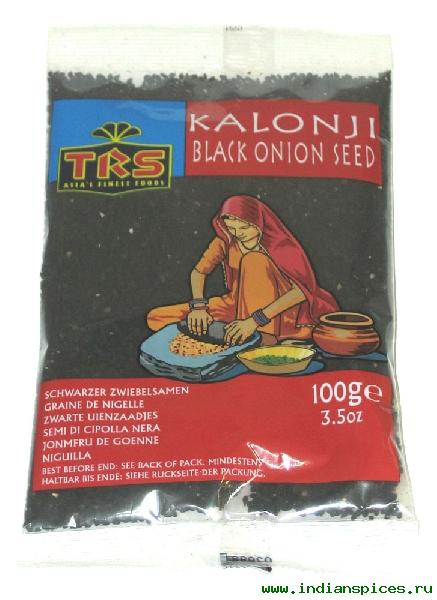 KALONJI
BLACK ONION SEED
TRS
ASIA'S FINEST FOODS
SCHWARZER ZWIEBELSAMEN
GRAINE DE NIGELLE
ZWARTE UIENZAADJES
SEMI DI CIPOLLA NERA
JONMFRU DE GOENNE
NIGUILLA
BEST BEFORE END: SEE BACK OF PACK. MINDESTENS
HALTBAR BIS ENDE: SIEHE RUCKSEITE DER PACKUNG.
100g e
3.5oz
www.indianspices.ru